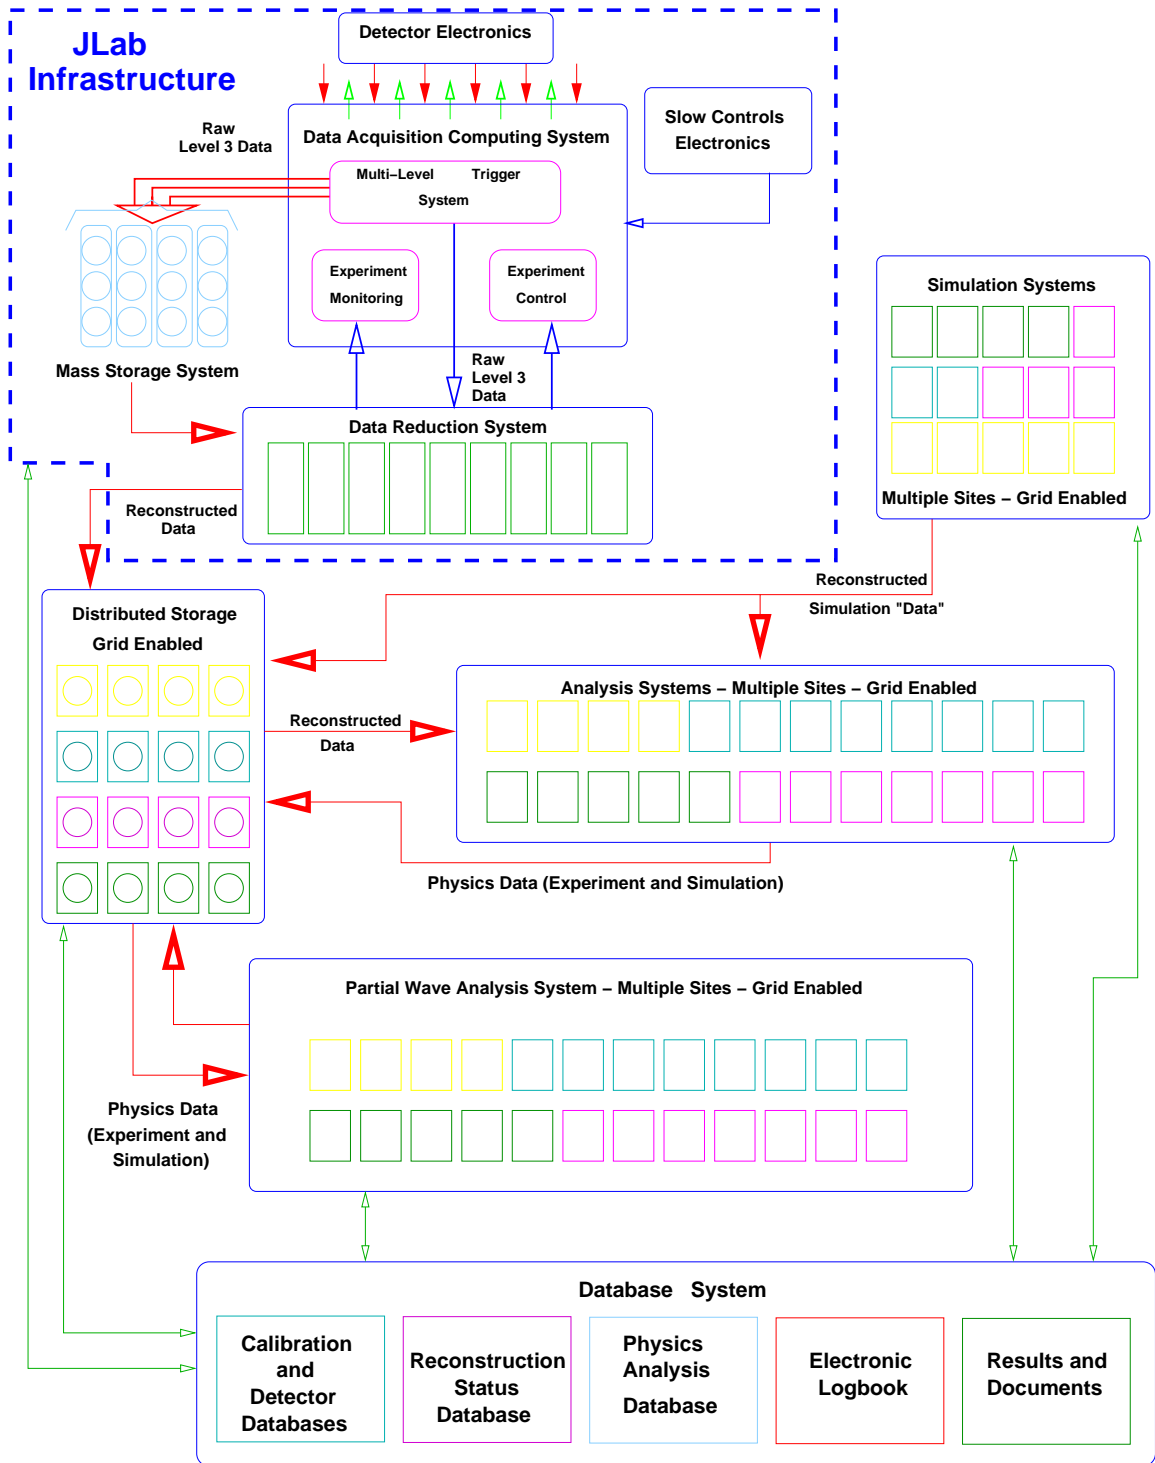 JLab
Infrastructure
Detector Electronics
Raw
Level 3 Data
Data Acquisition Computing System
Multi–Level Trigger
System
Slow Controls
Electronics
Experiment
Monitoring
Experiment
Control
Simulation Systems
Multiple Sites – Grid Enabled
Mass Storage System
Raw
Level 3
Data
Data Reduction System
Reconstructed
Data
Reconstructed
Simulation "Data"
Distributed Storage
Grid Enabled
Reconstructed
Data
Analysis Systems – Multiple Sites – Grid Enabled
Physics Data (Experiment and Simulation)
Partial Wave Analysis System – Multiple Sites – Grid Enabled
Physics Data
(Experiment and
Simulation)
Database System
Calibration
and
Detector
Databases
Reconstruction
Status
Database
Physics
Analysis
Database
Electronic
Logbook
Results and
Documents